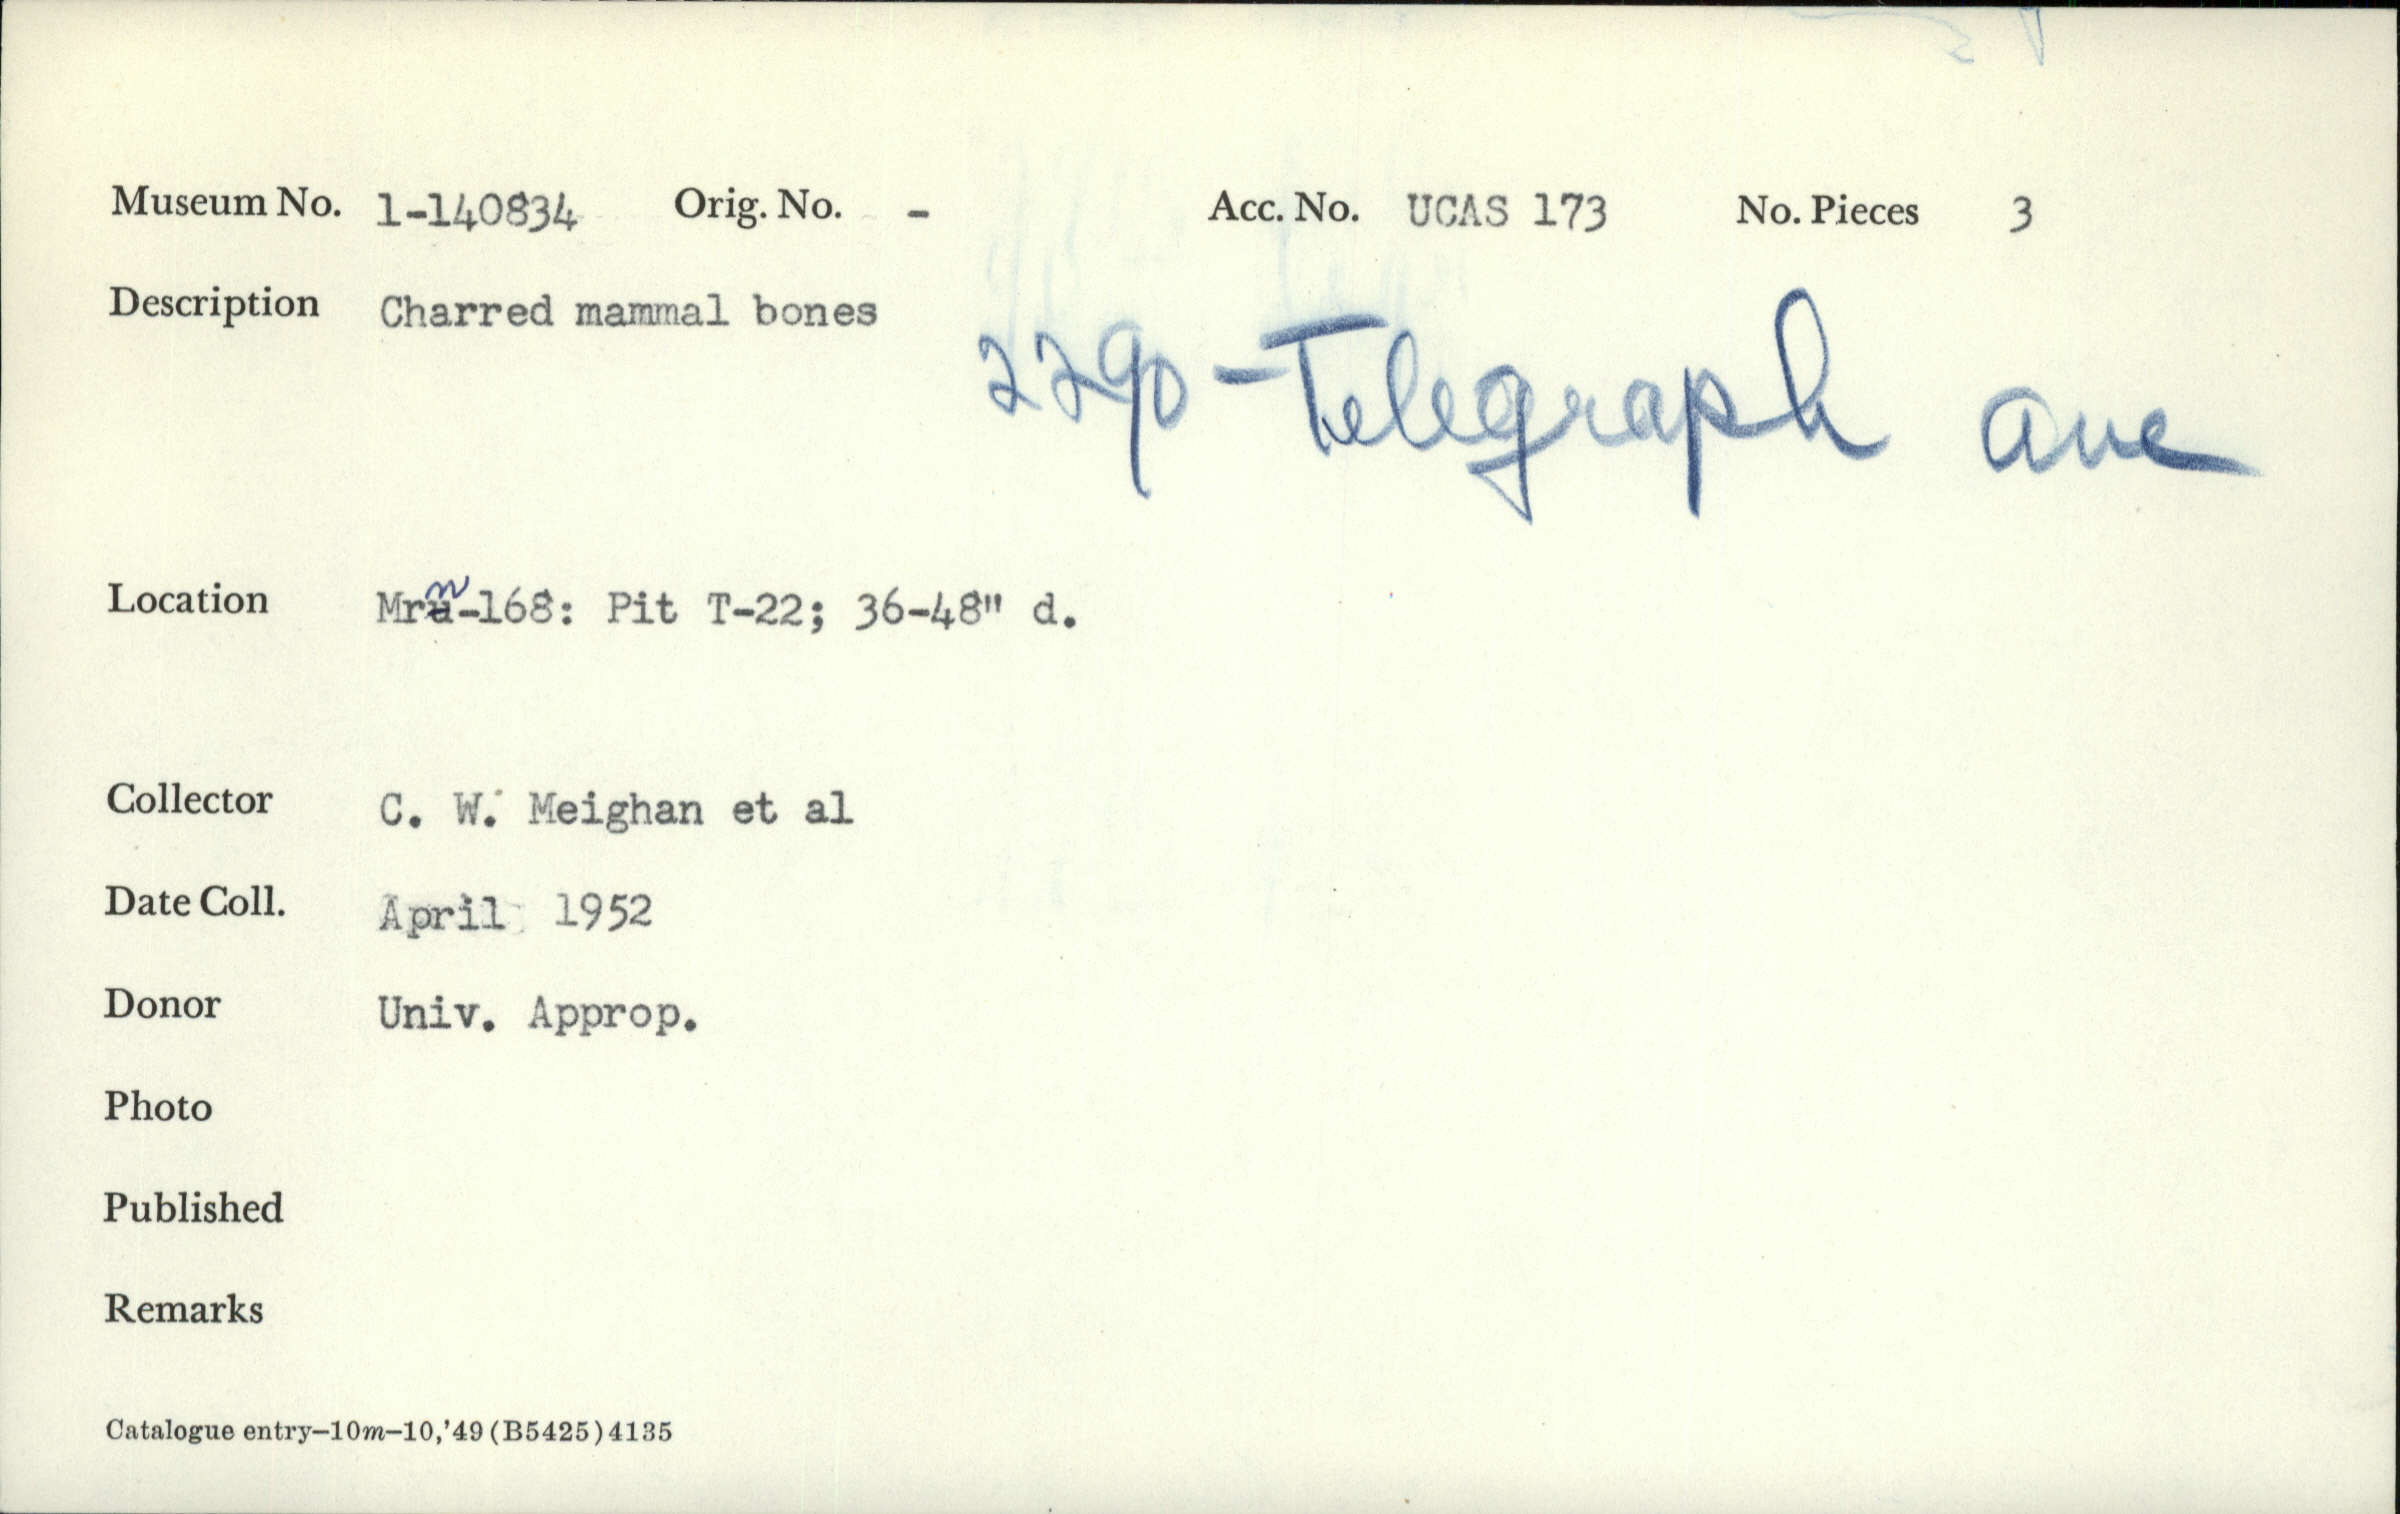 Museum No. 1-140834 Orig. No. - Acc. No. UCAS 173 No. Pieces 3
Description Charred mammal bones
2290-Telegraph ave
Location Mrn-168: Pit T-22; 36-48" d.
Collector C. W. Meighan et al
Date Coll. April 1952
Donor Univ. Approp.
Photo
Published
Remarks
Catalogue entry—10m—10,'49(B5425)4135